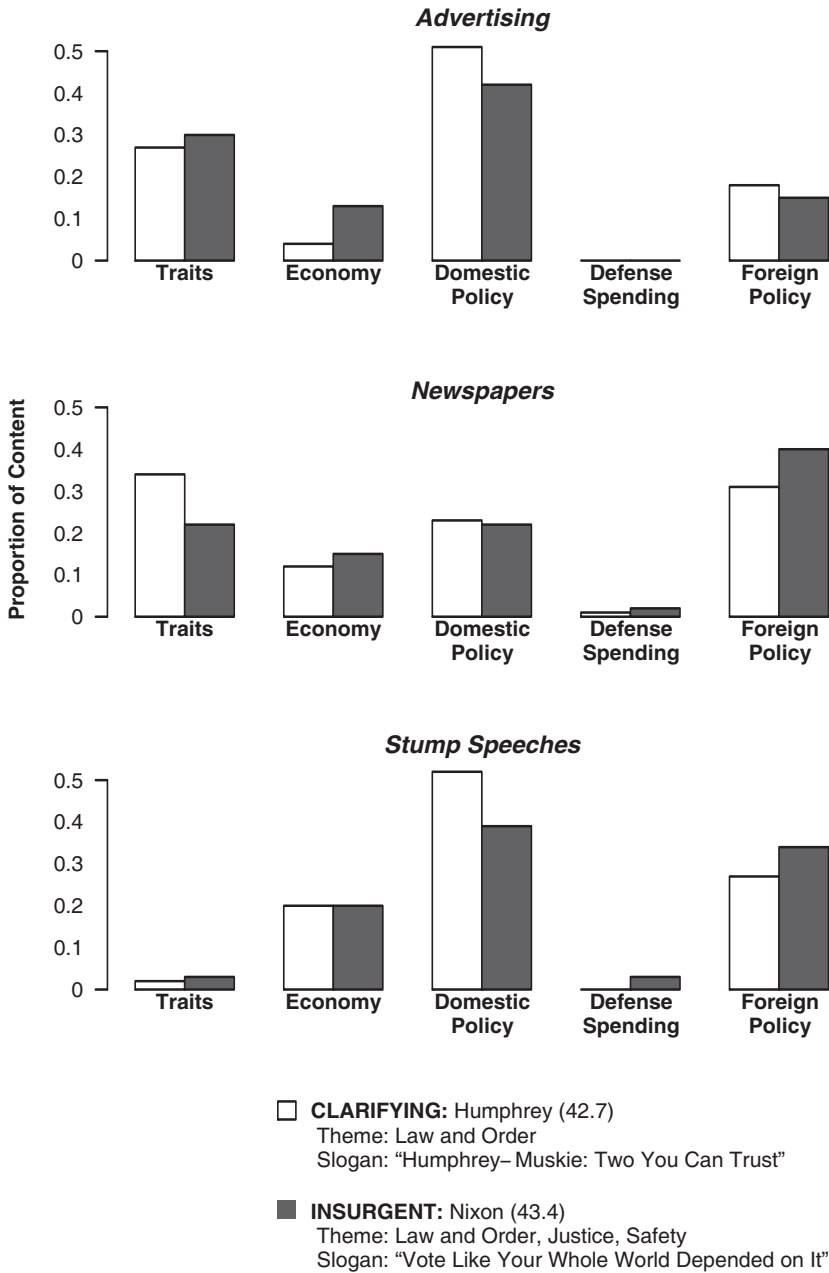 Advertising
0.5
0.4
0.3
0.2
0.1
0
Traits Economy Domestic Policy Defense Spending Foreign Policy
Newspapers
Proportion of Content
0.5
0.4
0.3
0.2
0.1
0
Traits Economy Domestic Policy Defense Spending Foreign Policy
Stump Speeches
0.5
0.4
0.3
0.2
0.1
0
Traits Economy Domestic Policy Defense Spending Foreign Policy
CLARIFYING: Humphrey (42.7)
Theme: Law and Order
Slogan: “Humphrey–Muskie: Two You Can Trust”
INSURGENT: Nixon (43.4)
Theme: Law and Order, Justice, Safety
Slogan: “Vote Like Your Whole World Depended on It”